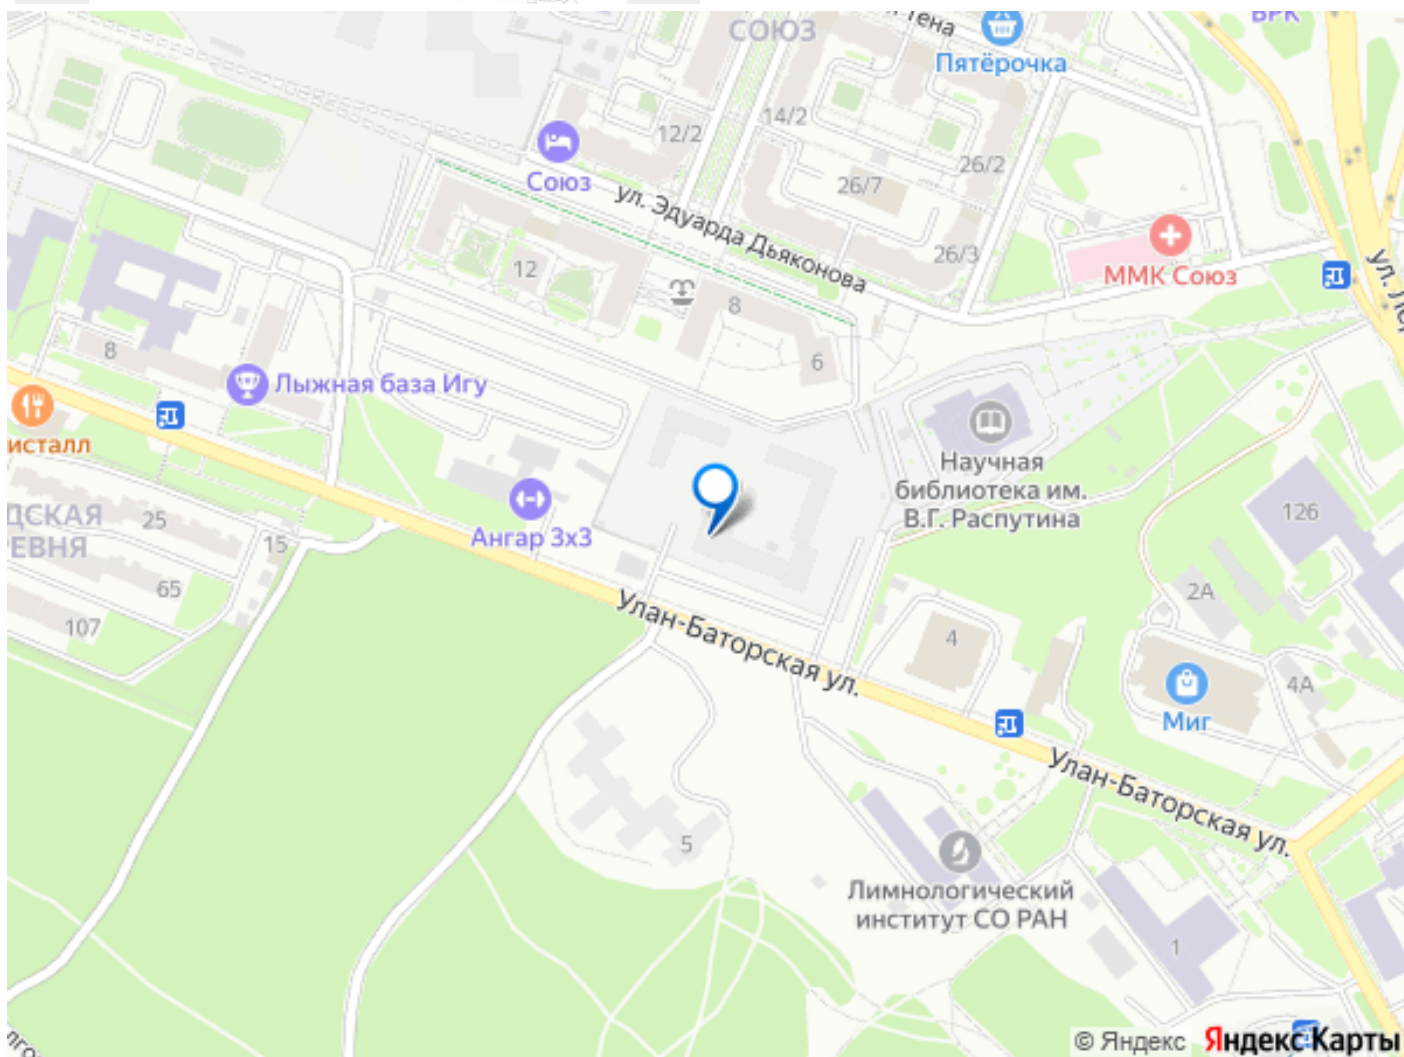 СОЮЗ
Пятёрочка
12/2
14/2
Союз
26/7
26/2
ул. Эдуарда Дьяконова
26/3
ММК Союз
12
8
6
8
Лыжная база Игу
Научная
библиотека им.
В.Г. Распутина
Ангар 3х3
25
15
65
107
126
2А
4
4А
Миг
Улан-Баторская ул.
Улан-Баторская ул.
5
Лимнологический
институт СО РАН
1
© Яндекс Яндекс Карты